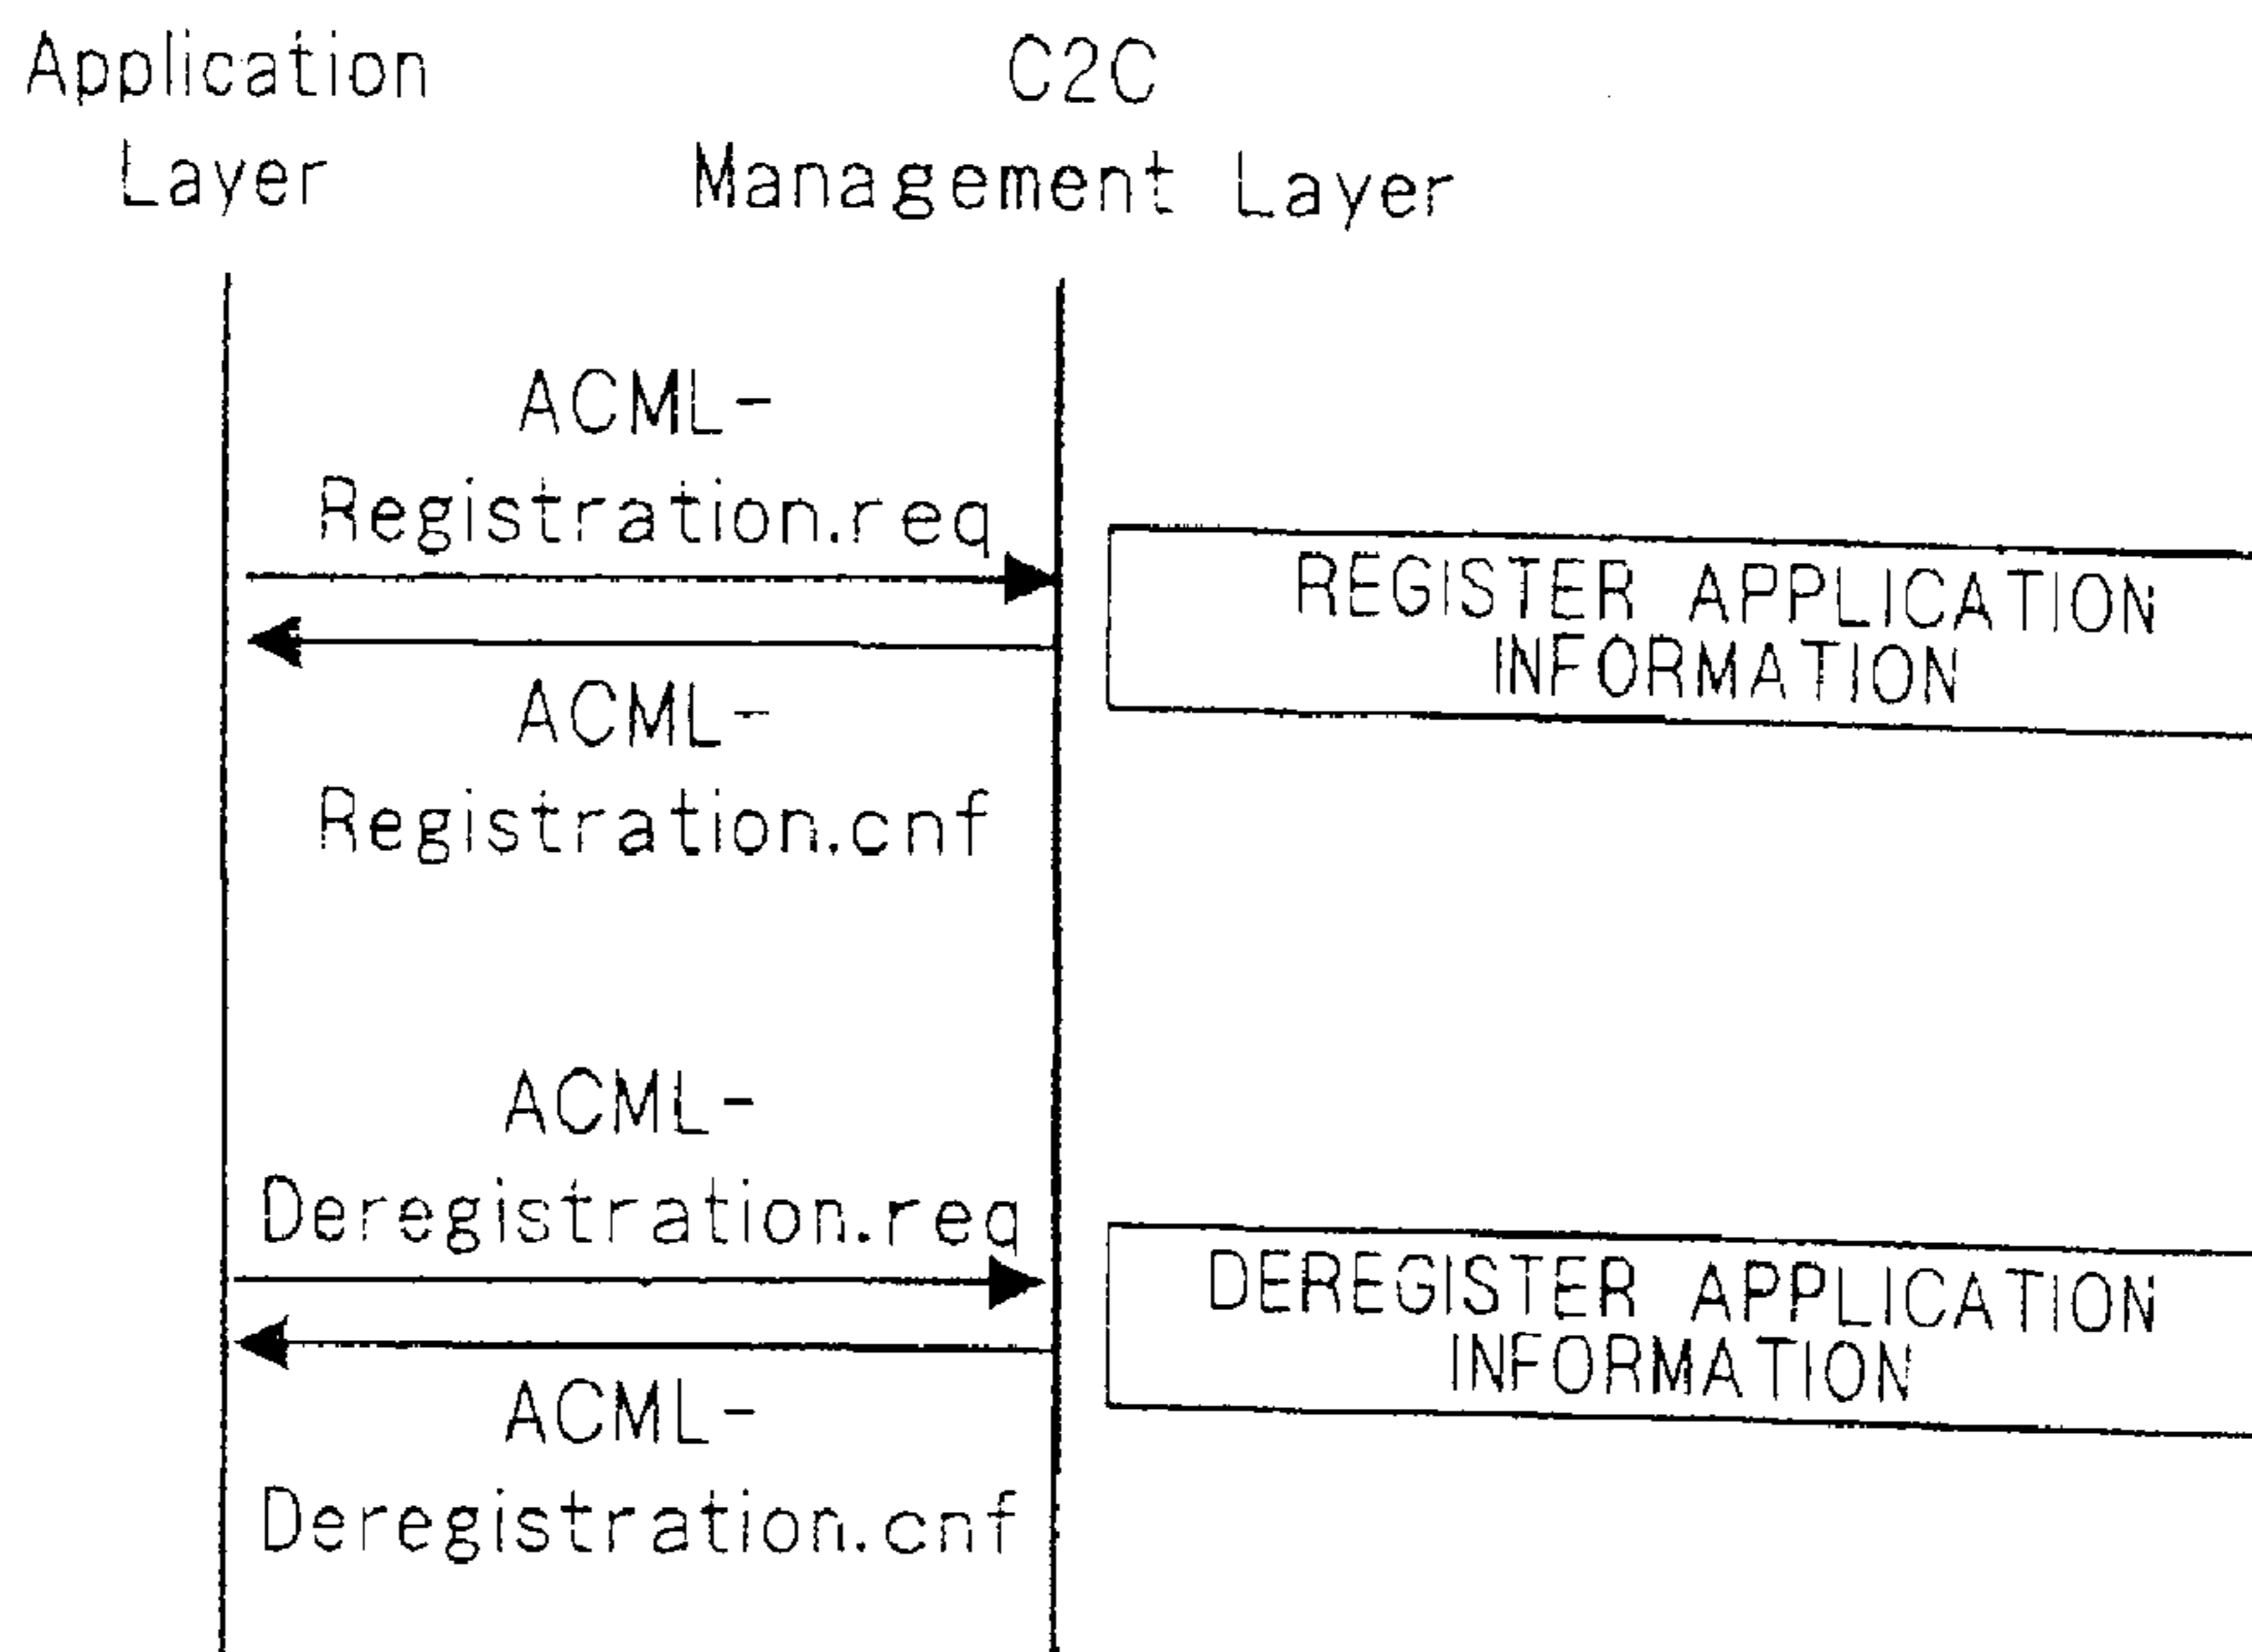 Application
Layer
C2C
Management Layer
ACML-
Registration.req
REGISTER APPLICATION
INFORMATION
ACML-
Registration.cnf
ACML-
Deregistration.req
DEREGISTER APPLICATION
INFORMATION
ACML-
Deregistration.cnf